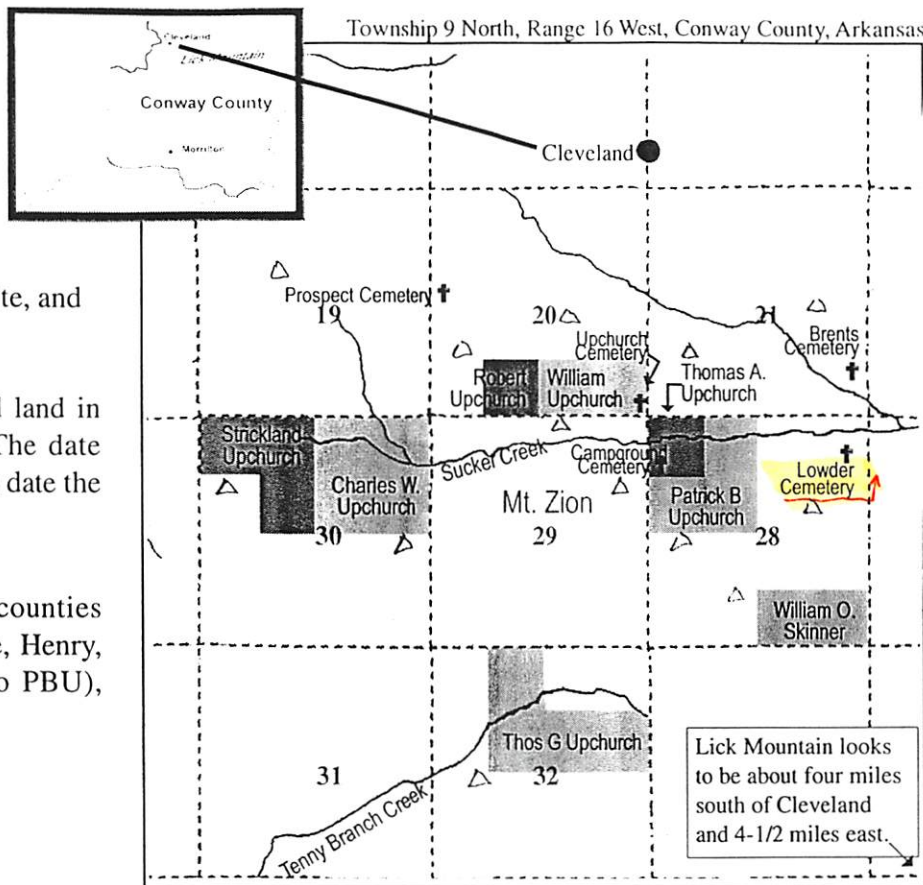 Township 9 North, Range 16 West, Conway County, Arkansas
Cleveland
Lick Mountain
Conway County
Morrilton
Cleveland
te, and
l land in
The date
date the
counties
e, Henry,
o PBU),
Prospect Cemetery
19
20
21
Upchurch
Cemetery
Brents
Cemetery
Thomas A.
Upchurch
Robert
Upchurch
William
Upchurch
Strickland
Upchurch
Charles W.
Upchurch
Sucker Creek
Campground
Cemetery
Lowder
Cemetery
Mt. Zion
Patrick B
Upchurch
30
29
28
William O.
Skinner
Thos G Upchurch
31
32
Tenny Branch Creek
Lick Mountain looks
to be about four miles
south of Cleveland
and 4-1/2 miles east.